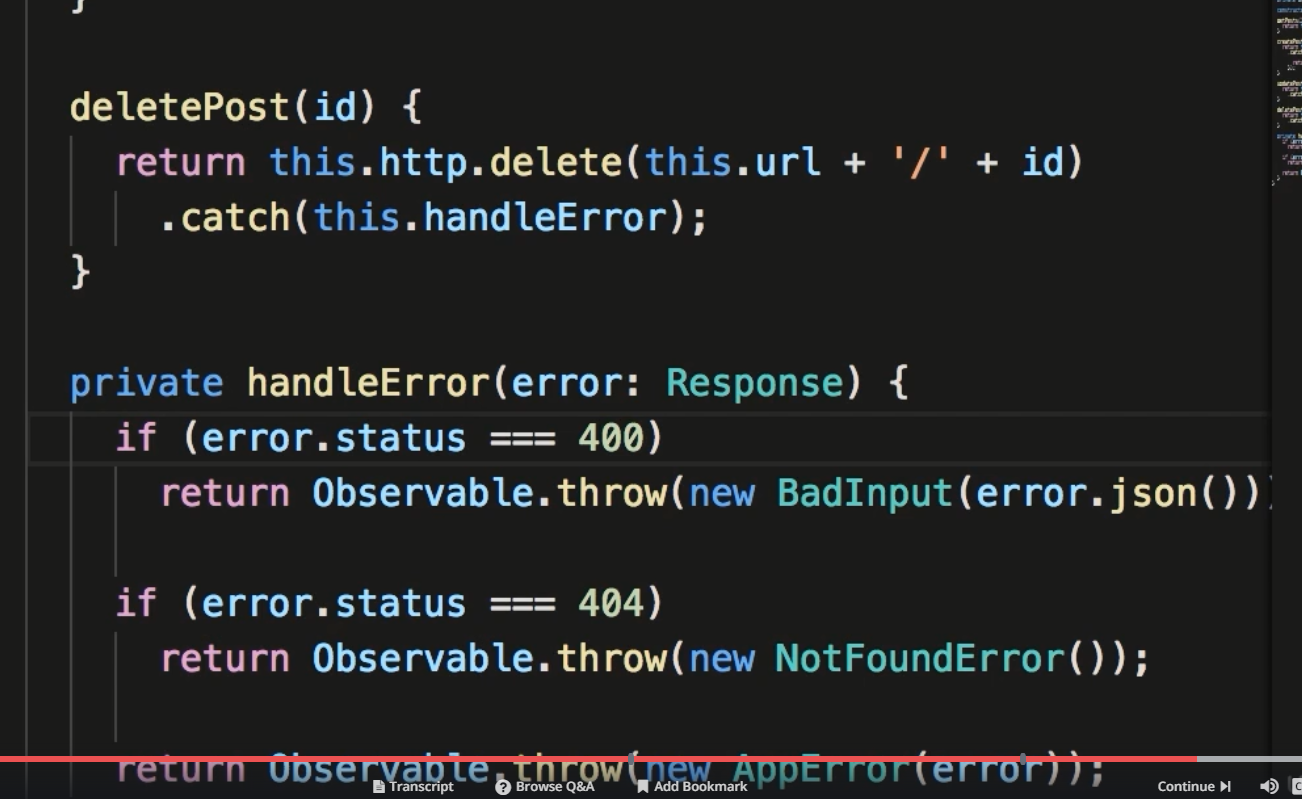 }
deletePost(id) {
return this.http.delete(this.url + '/' + id)
.catch(this.handleError);
}
private handleError(error: Response) {
if (error.status === 400)
return Observable.throw(new BadInput(error.json())
if (error.status === 404)
return Observable.throw(new NotFoundError());
return Observable.throw(new AppError(error));
Transcript Browse Q&A Add Bookmark Continue